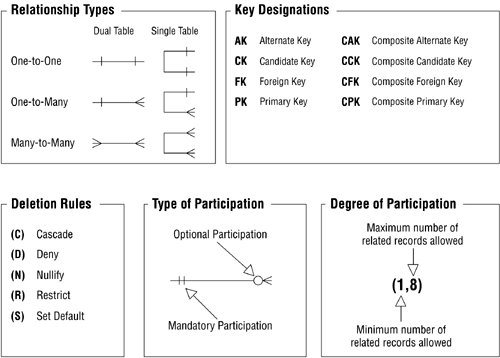 Relationship Types
Dual Table Single Table
One-to-One
One-to-Many
Many-to-Many
Key Designations
AK Alternate Key CAK Composite Alternate Key
CK Candidate Key CCK Composite Candidate Key
FK Foreign Key CFK Composite Foreign Key
PK Primary Key CPK Composite Primary Key
Deletion Rules
(C) Cascade
(D) Deny
(N) Nullify
(R) Restrict
(S) Set Default
Type of Participation
Optional Participation
Mandatory Participation
Degree of Participation
Maximum number of
related records allowed
(1,8)
Minimum number of
related records allowed